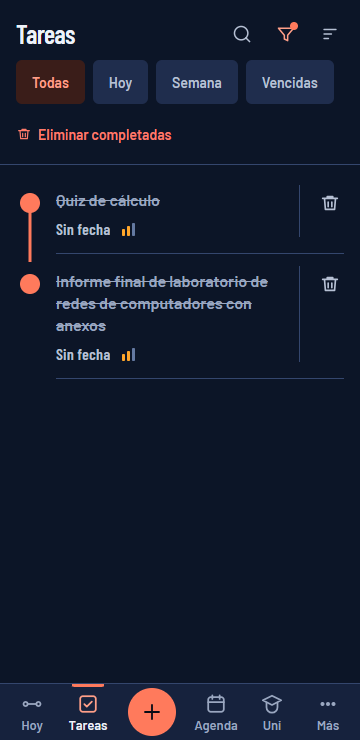 Tareas
Todas
Hoy
Semana
Vencidas
Eliminar completadas
Quiz de cálculo
Sin fecha
Informe final de laboratorio de
redes de computadores con
anexos
Sin fecha
Hoy
Tareas
Agenda
Uni
Más